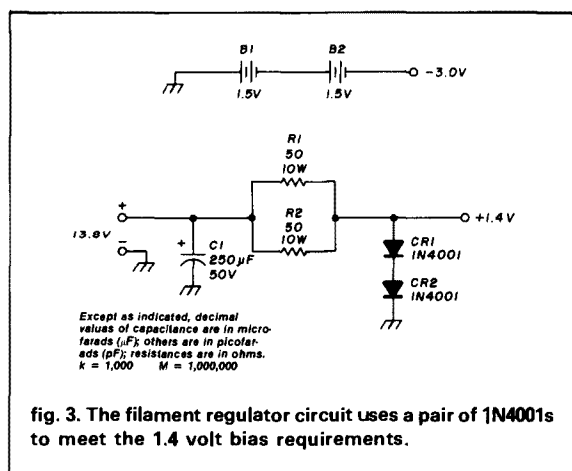 B1
B2
-3.0V
1.5V
1.5V
R1
50
10W
R2
50
10W
+
13.8V
-
+
C1
250µF
50V
+1.4V
CR1
1N4001
CR2
1N4001
Except as indicated, decimal
values of capacitance are in micro-
farads (µF); others are in picofar-
ads (pF); resistances are in ohms.
k = 1,000 M = 1,000,000
fig. 3. The filament regulator circuit uses a pair of 1N4001s
to meet the 1.4 volt bias requirements.